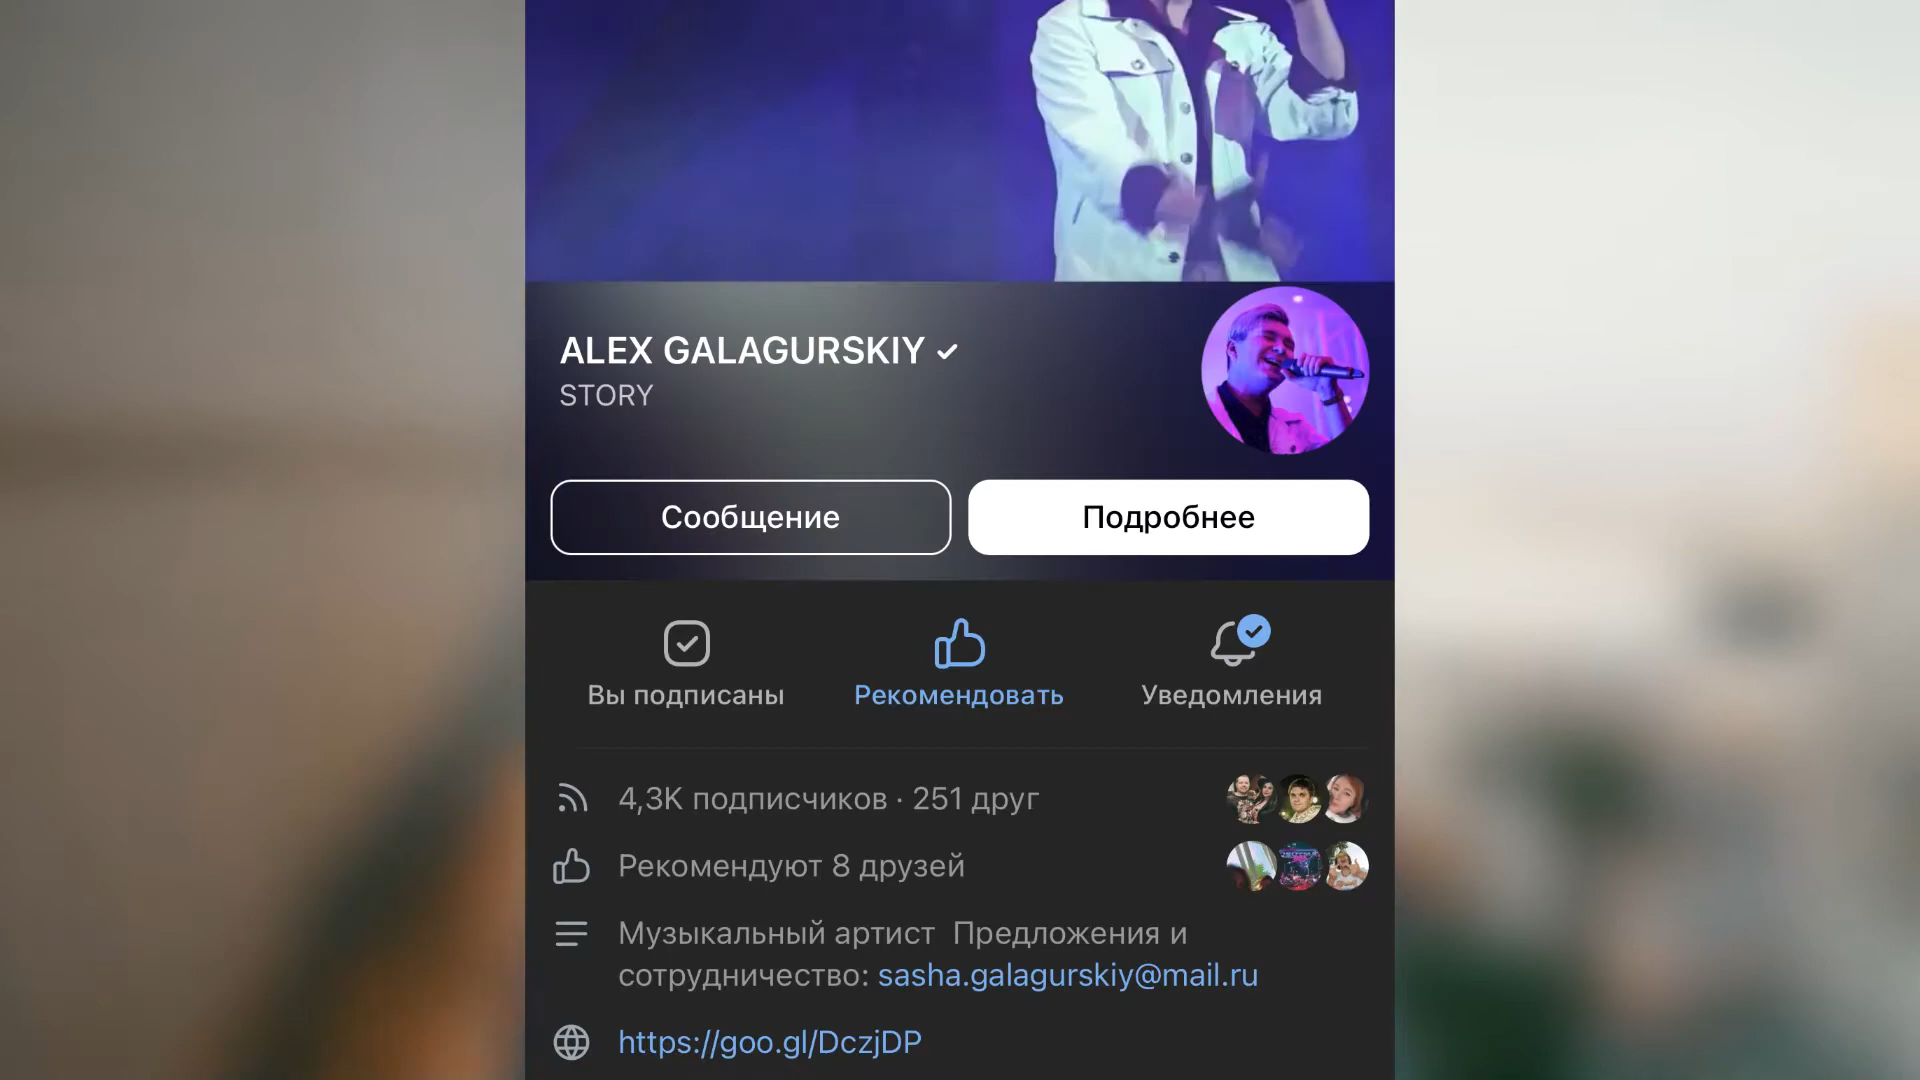 ALEX GALAGURSKIY
STORY
Сообщение
Подробнее
Вы подписаны
Рекомендовать
Уведомления
4,3K подписчиков · 251 друг
Рекомендуют 8 друзей
Музыкальный артист Предложения и
сотрудничество: sasha.galagurskiy@mail.ru
https://goo.gl/DczjDP